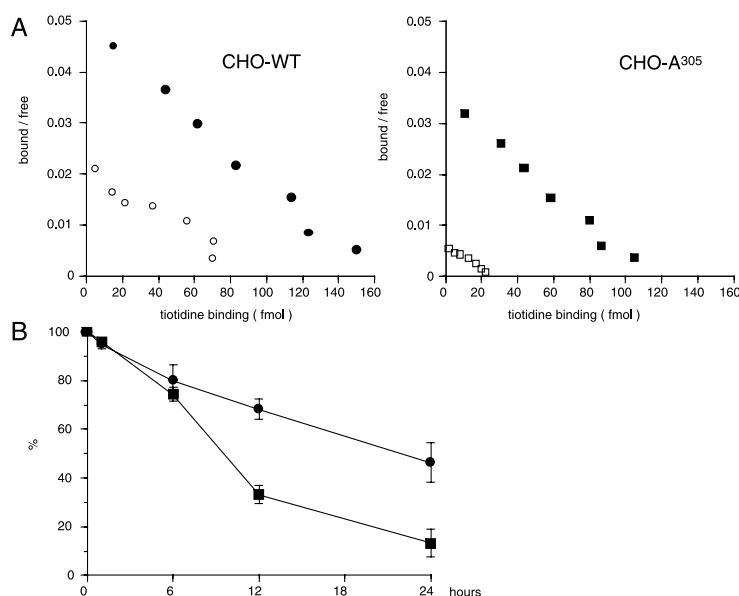 A
CHO-WT
CHO-A305
bound / free
0.05
0.04
0.03
0.02
0.01
0
0 20 40 60 80 100 120 140 160
tiotidine binding ( fmol )
bound / free
0.05
0.04
0.03
0.02
0.01
0
0 20 40 60 80 100 120 140 160
tiotidine binding ( fmol )
B
%
100
80
60
40
20
0
0 6 12 18 24 hours